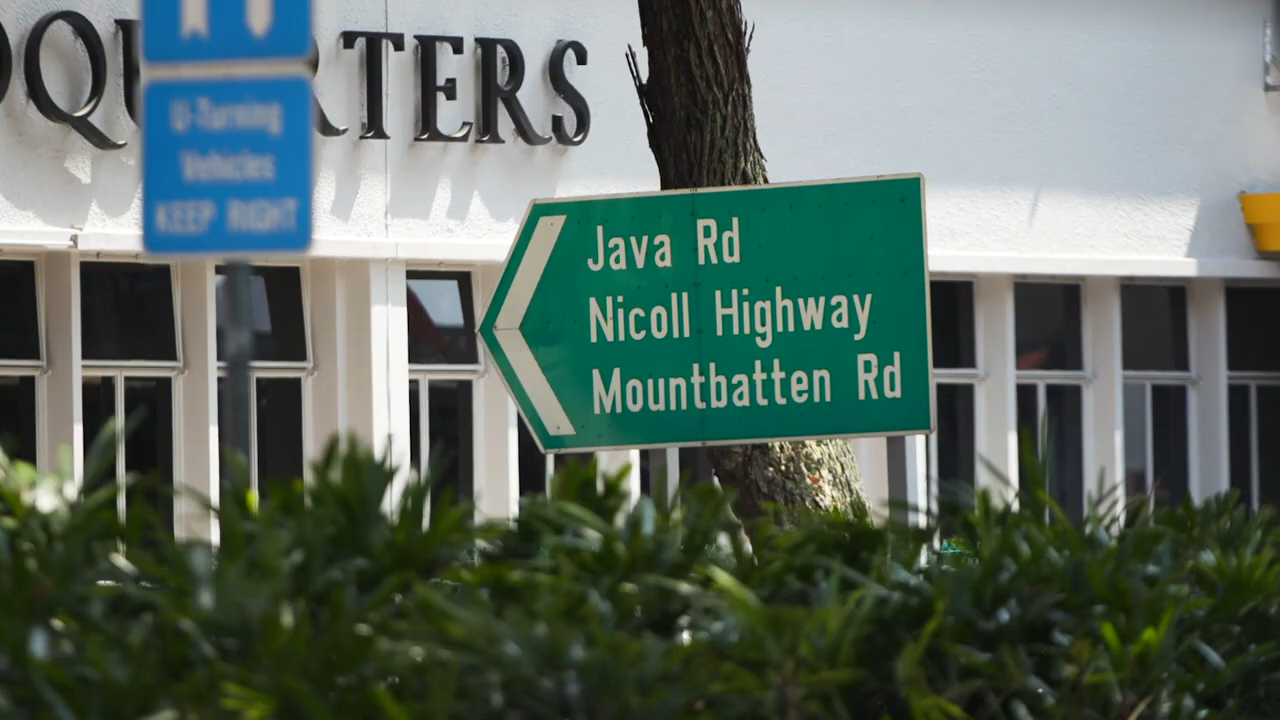 QU RTERS
U-Turning
Vehicles
KEEP RIGHT
Java Rd
Nicoll Highway
Mountbatten Rd